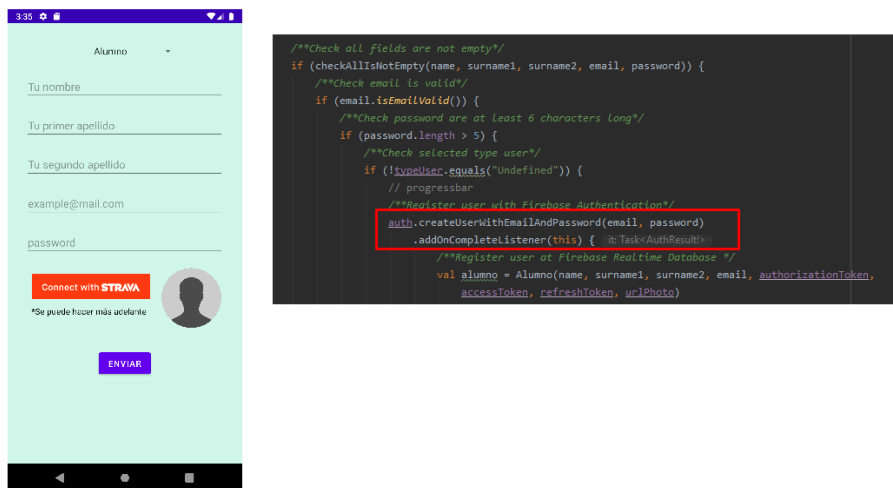 3:35
Alumno
Tu nombre
Tu primer apellido
Tu segundo apellido
example@mail.com
password
Connect with STRAVA
*Se puede hacer más adelante
ENVIAR
/**Check all fields are not empty*/
if (checkAllIsNotEmpty(name, surname1, surname2, email, password)) {
/**Check email is valid*/
if (email.isEmailValid()) {
/**Check password are at least 6 characters long*/
if (password.length > 5) {
/**Check selected type user*/
if (!typeUser.equals("Undefined")) {
// progressbar
/**Register user with Firebase Authentication*/
auth.createUserWithEmailAndPassword(email, password)
.addOnCompleteListener(this) { it: Task<AuthResult!>
/**Register user at Firebase Realtime Database */
val alumno = Alumno(name, surname1, surname2, email, authorizationToken,
accessToken, refreshToken, urlPhoto)